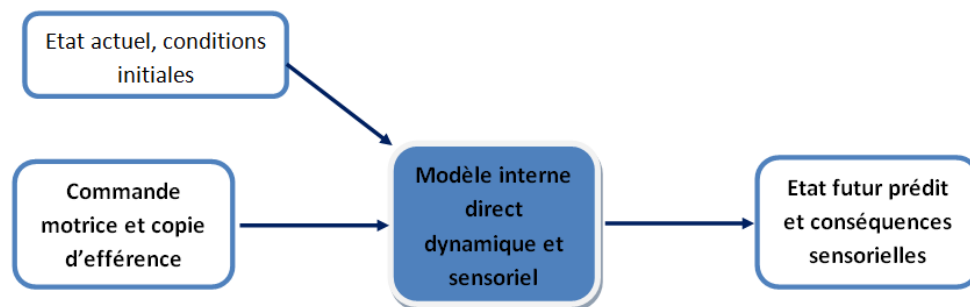 Etat actuel, conditions
initiales
Commande
motrice et copie
d'efférence
Modèle interne
direct
dynamique et
sensoriel
Etat futur prédit
et conséquences
sensorielles